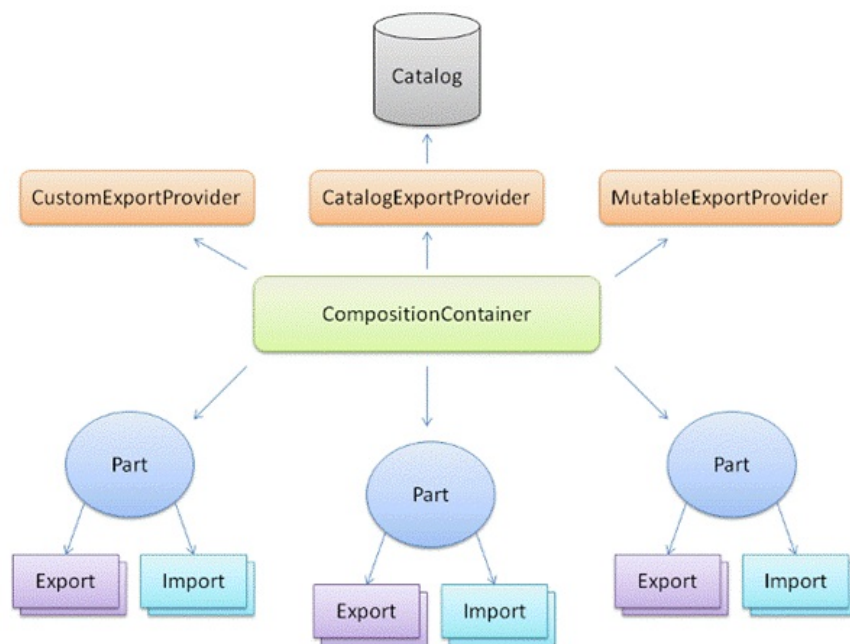 Catalog
CustomExportProvider
CatalogExportProvider
MutableExportProvider
CompositionContainer
Part
Part
Part
Export
Import
Export
Import
Export
Import